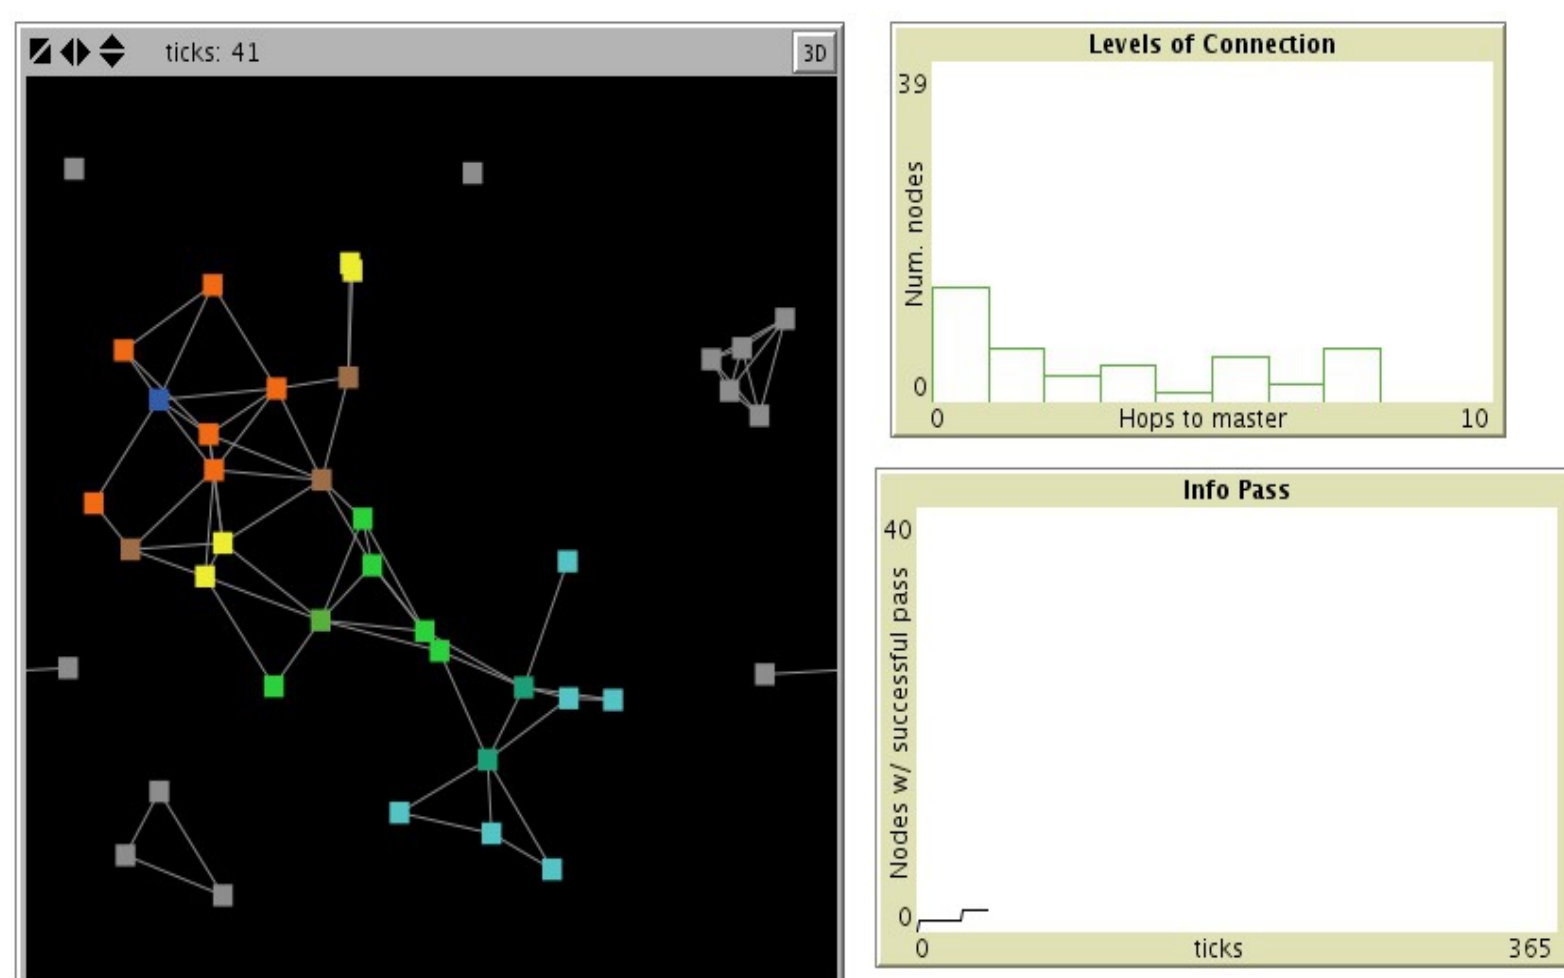 ticks: 41
3D
Levels of Connection
39
Num. nodes
0
0
Hops to master
10
Info Pass
40
Nodes w/ successful pass
0
0
ticks
365